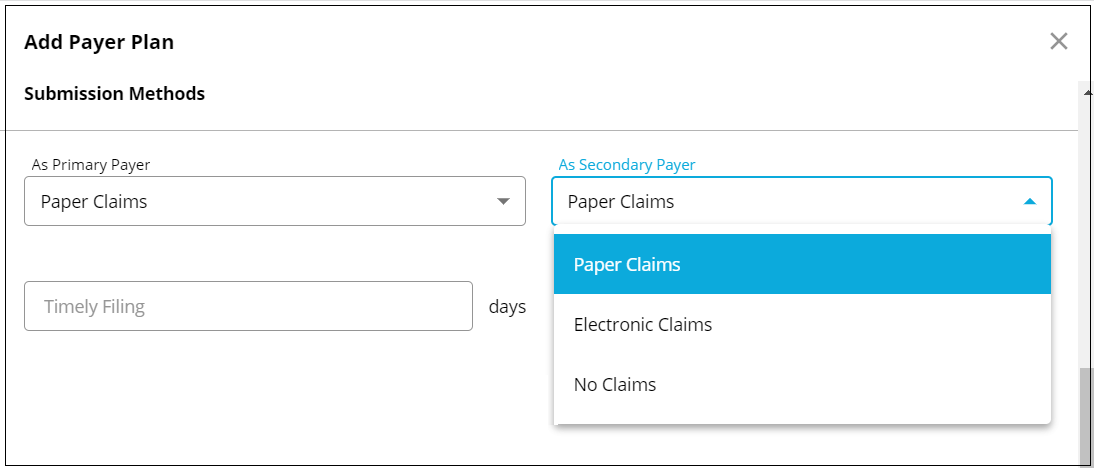 Add Payer Plan
Submission Methods
As Primary Payer
As Secondary Payer
Paper Claims
Paper Claims
Paper Claims
Timely Filing
days
Electronic Claims
No Claims